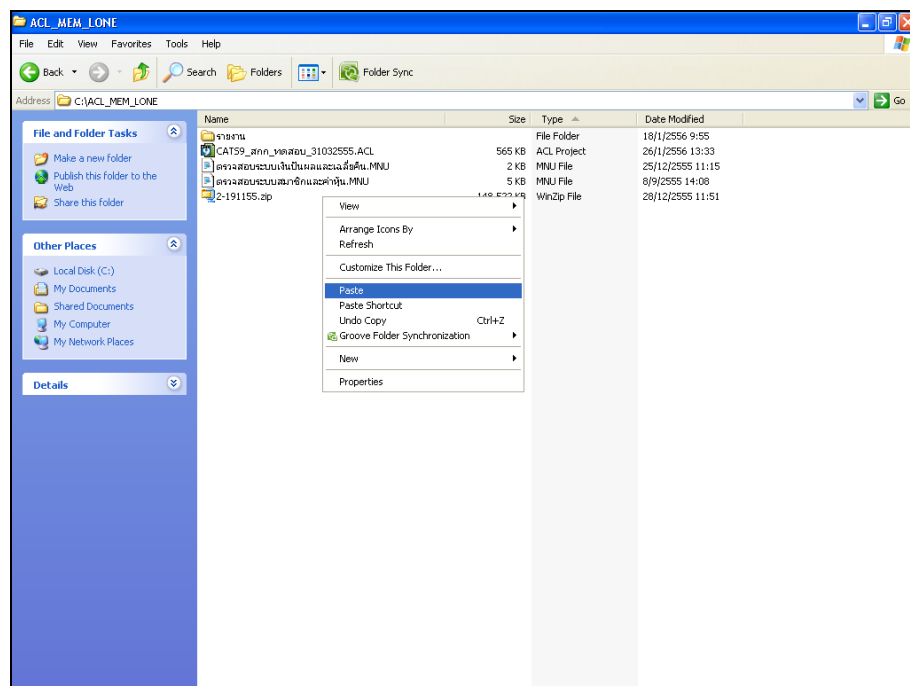 ACL_MEM_LONE
File Edit View Favorites Tools Help
Back Search Folders Folder Sync
Address C:\ACL_MEM_LONE Go
Name Size Type Date Modified
File and Folder Tasks
Make a new folder
Publish this folder to the
Web
Share this folder
Other Places
Local Disk (C:)
My Documents
Shared Documents
My Computer
My Network Places
Details
รายงาน File Folder 18/1/2556 9:55
CATS9_สกก_ทดสอบ_31032555.ACL 565 KB ACL Project 26/1/2556 13:33
ตรวจสอบระบบเงินปันผลและเฉลี่ยคืน.MNU 2 KB MNU File 25/12/2555 11:15
ตรวจสอบระบบสมาชิกและค่าหุ้น.MNU 5 KB MNU File 8/9/2555 14:08
2-191155.zip WinZip File 28/12/2555 11:51
View
Arrange Icons By
Refresh
Customize This Folder...
Paste
Paste Shortcut
Undo Copy Ctrl+Z
Groove Folder Synchronization
New
Properties